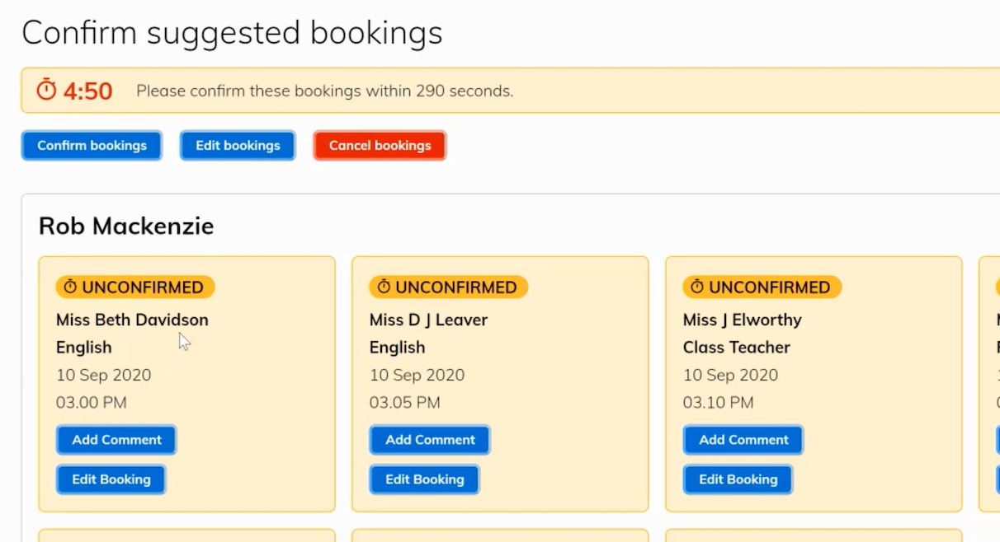 Confirm suggested bookings
4:50 Please confirm these bookings within 290 seconds.
Confirm bookings Edit bookings Cancel bookings
Rob Mackenzie
UNCONFIRMED
Miss Beth Davidson
English
10 Sep 2020
03.00 PM
Add Comment
Edit Booking
UNCONFIRMED
Miss D J Leaver
English
10 Sep 2020
03.05 PM
Add Comment
Edit Booking
UNCONFIRMED
Miss J Elworthy
Class Teacher
10 Sep 2020
03.10 PM
Add Comment
Edit Booking